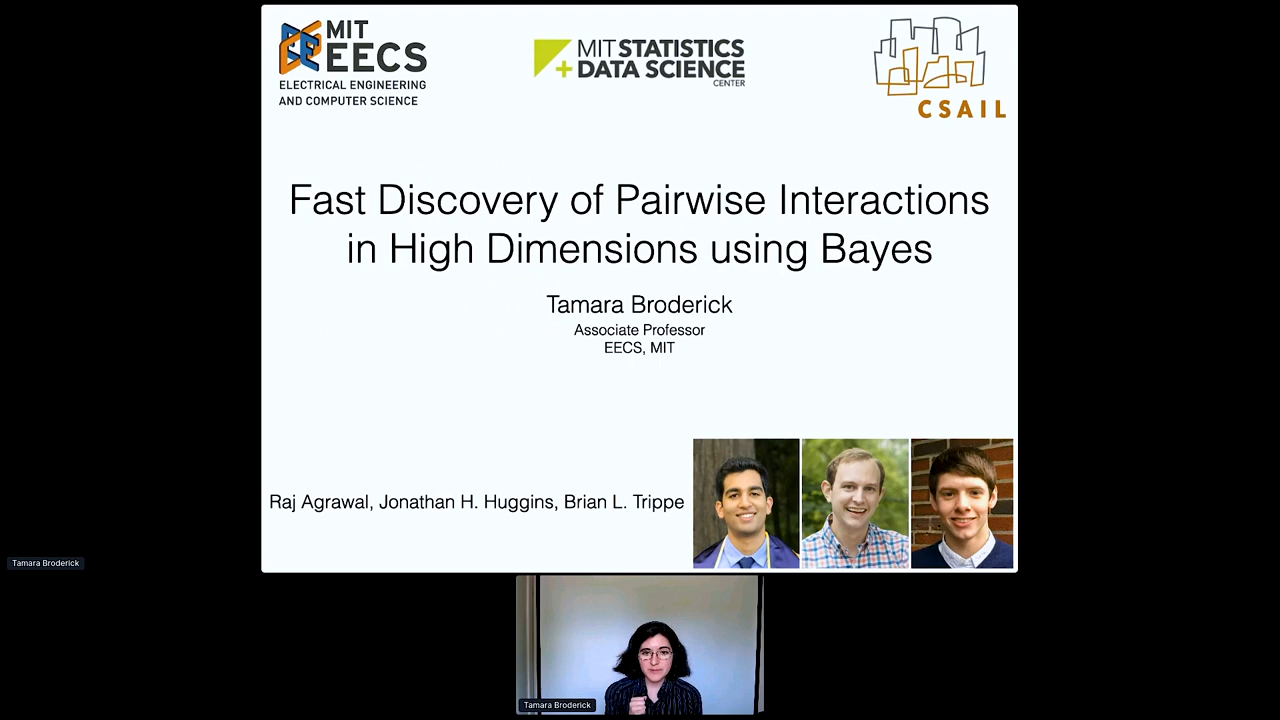 MIT
EECS
ELECTRICAL ENGINEERING
AND COMPUTER SCIENCE
MIT STATISTICS
+ DATA SCIENCE
CENTER
CSAIL
Fast Discovery of Pairwise Interactions
in High Dimensions using Bayes
Tamara Broderick
Associate Professor
EECS, MIT
Raj Agrawal, Jonathan H. Huggins, Brian L. Trippe
Tamara Broderick
Tamara Broderick